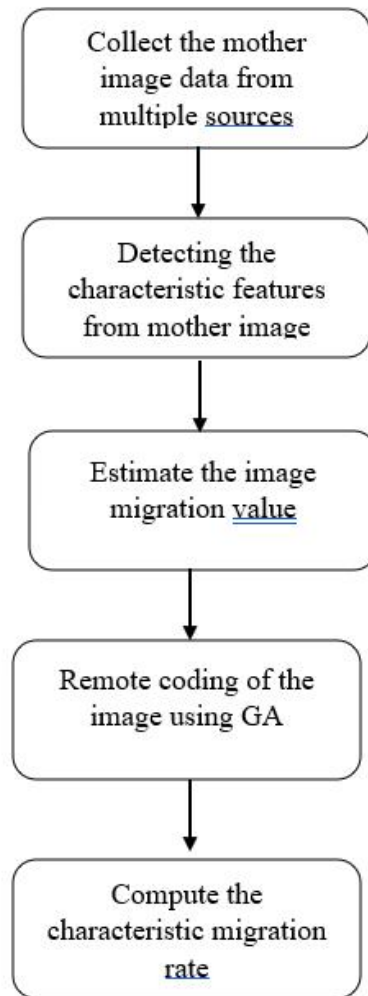 Collect the mother
image data from
multiple sources
Detecting the
characteristic features
from mother image
Estimate the image
migration value
Remote coding of the
image using GA
Compute the
characteristic migration
rate